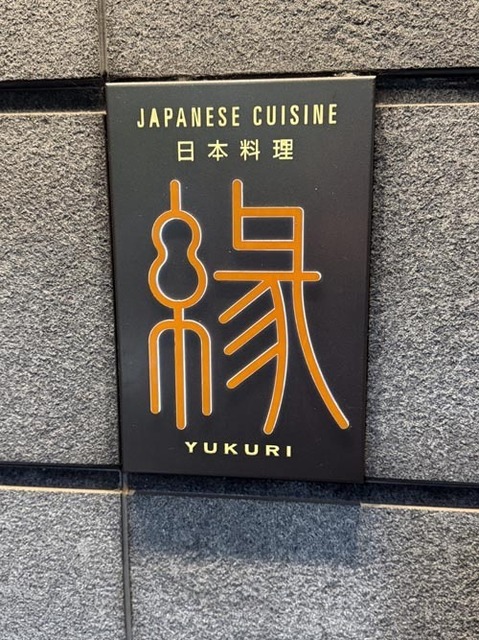 JAPANESE CUISINE
日本料理
縁
YUKURI